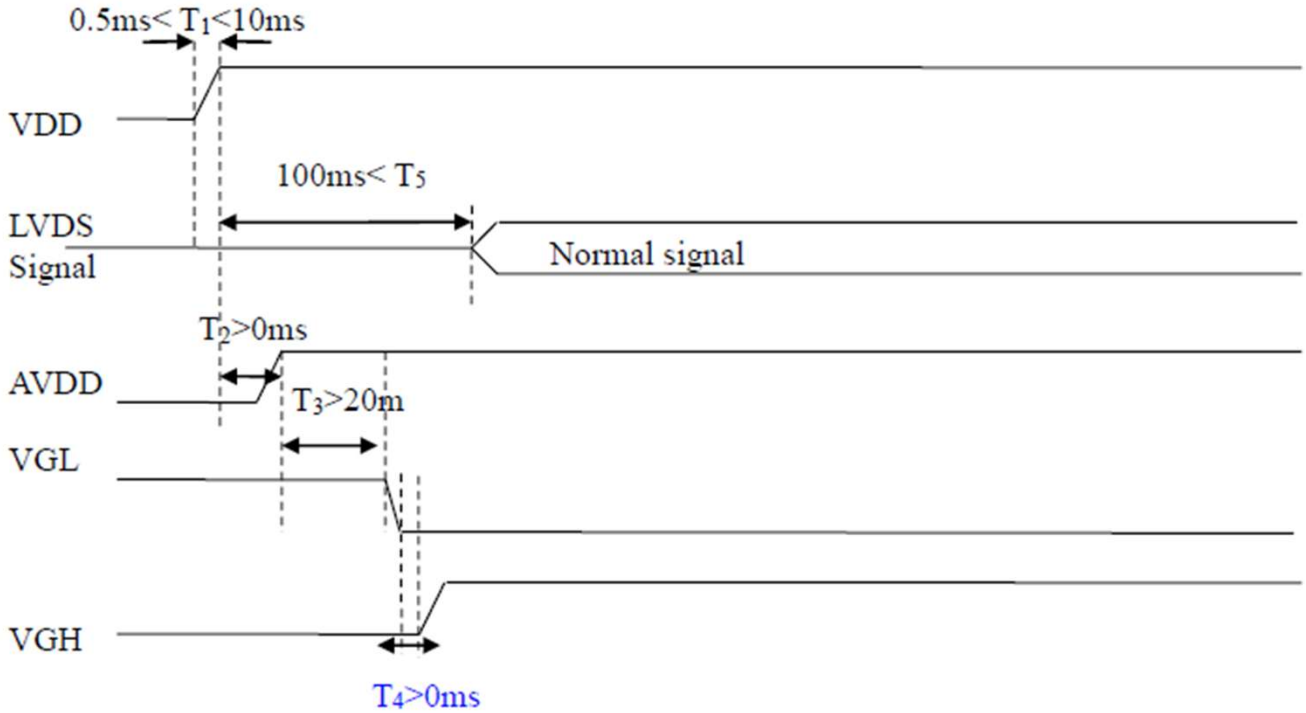 0.5ms< T1<10ms
VDD
100ms< T5
LVDS
Signal
Normal signal
T2>0ms
AVDD
T3>20m
VGL
VGH
T4>0ms